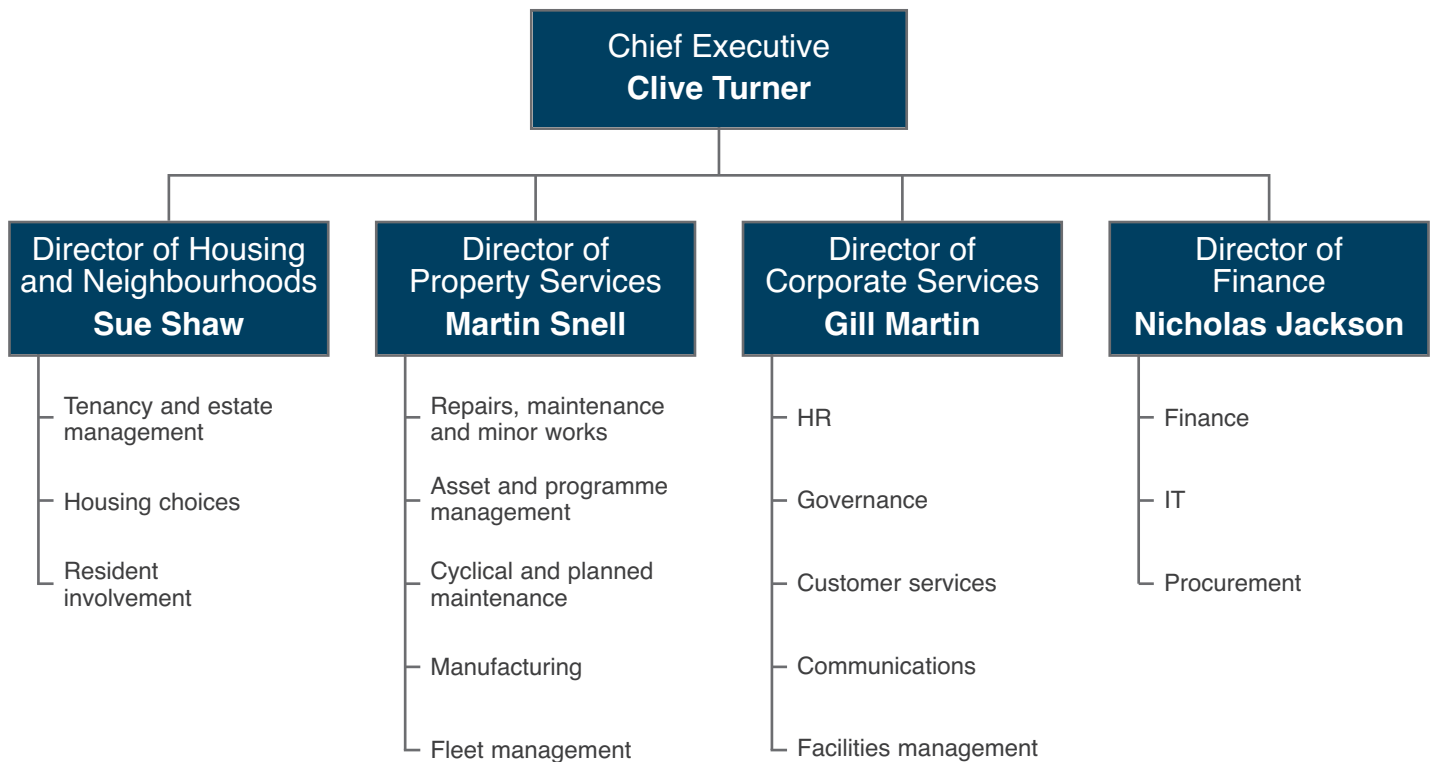 Chief Executive
Clive Turner
Director of Housing
and Neighbourhoods
Sue Shaw
Tenancy and estate
management
Housing choices
Resident
involvement
Director of
Property Services
Martin Snell
Repairs, maintenance
and minor works
Asset and programme
management
Cyclical and planned
maintenance
Manufacturing
Fleet management
Director of
Corporate Services
Gill Martin
HR
Governance
Customer services
Communications
Facilities management
Director of
Finance
Nicholas Jackson
Finance
IT
Procurement